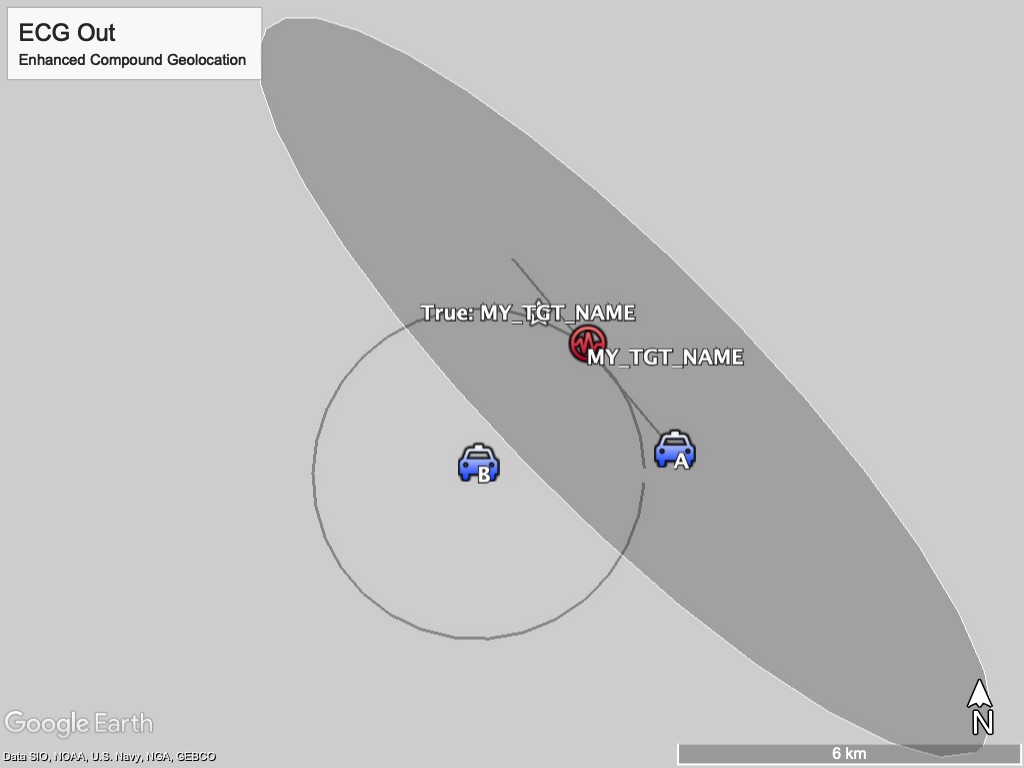 ECG Out
Enhanced Compound Geolocation
True: MY_TGT_NAME
MY_TGT_NAME
A
B
N
Google Earth
6 km
Data SIO, NOAA, U.S. Navy, NGA, GEBCO